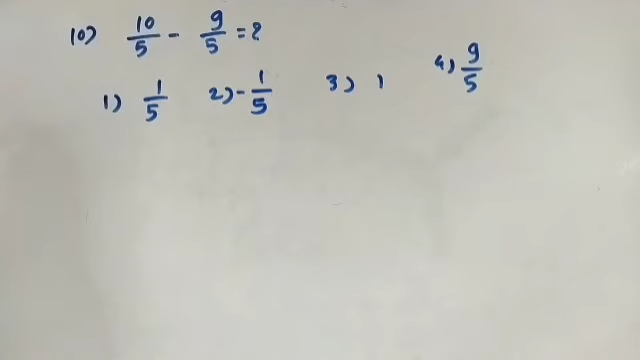 10) 10/5 - 9/5 = ?
1) 1/5 2) - 1/5 3) 1 4) 9/5